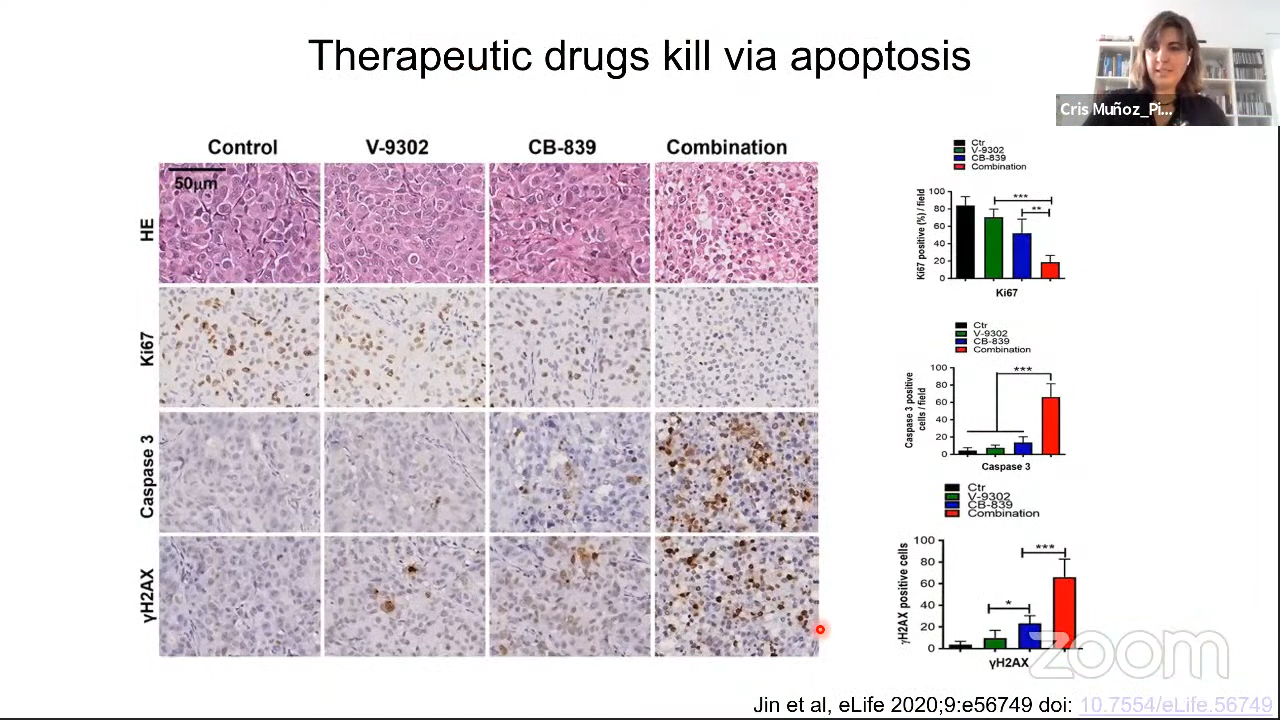 Therapeutic drugs kill via apoptosis
Cris Muñoz_Pi...
Control V-9302 CB-839 Combination
50μm
HE
Ki67
Caspase 3
γH2AX
Ctr
V-9302
CB-839
Combination
Ki67 positive (%) / field
100
80
60
40
20
0
***
**
Ki67
Ctr
V-9302
CB-839
Combination
Caspase 3 positive
cells / field
100
80
60
40
20
0
***
Caspase 3
Ctr
V-9302
CB-839
Combination
γH2AX positive cells
100
80
60
40
20
0
*
***
γH2AX
zoom
Jin et al, eLife 2020;9:e56749 doi: 10.7554/eLife.56749